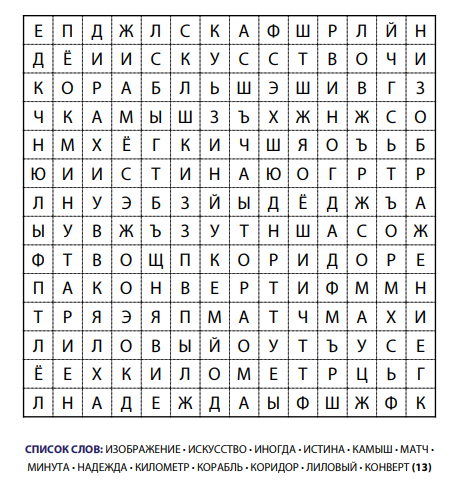 Е П Д Ж Л С К А Ф Ш Р Л Й Н
Д Ё И И С К У С С Т В О Ч И
К О Р А Б Л Ь Ш Э Ш И В Г З
Ч К А М Ы Ш З Ъ Х Ж Н Ж С О
Н М Х Ё Г К И Ч Ш Я О Ъ Ь Б
Ю И И С Т И Н А Ю О Г Р Т Р
Л Н У Э Б З Й Ы Д Ё Д Ж Ъ А
Ы У В Ж Ъ З У Т Н Ш А С О Ж
Ф Т В О Щ П К О Р И Д О Р Е
П А К О Н В Е Р Т И Ф М М Н
Т Р Я Э Я П М А Т Ч М А Х И
Л И Л О В Ы Й О У Т Ъ У С Е
Ё Е Х К И Л О М Е Т Р Ц Ь Г
Л Н А Д Е Ж Д А Ы Ф Ш Ж Ф К
СПИСОК СЛОВ: ИЗОБРАЖЕНИЕ • ИСКУССТВО • ИНОГДА • ИСТИНА • КАМЫШ • МАТЧ •
МИНУТА • НАДЕЖДА • КИЛОМЕТР • КОРАБЛЬ • КОРИДОР • ЛИЛОВЫЙ • КОНВЕРТ (13)